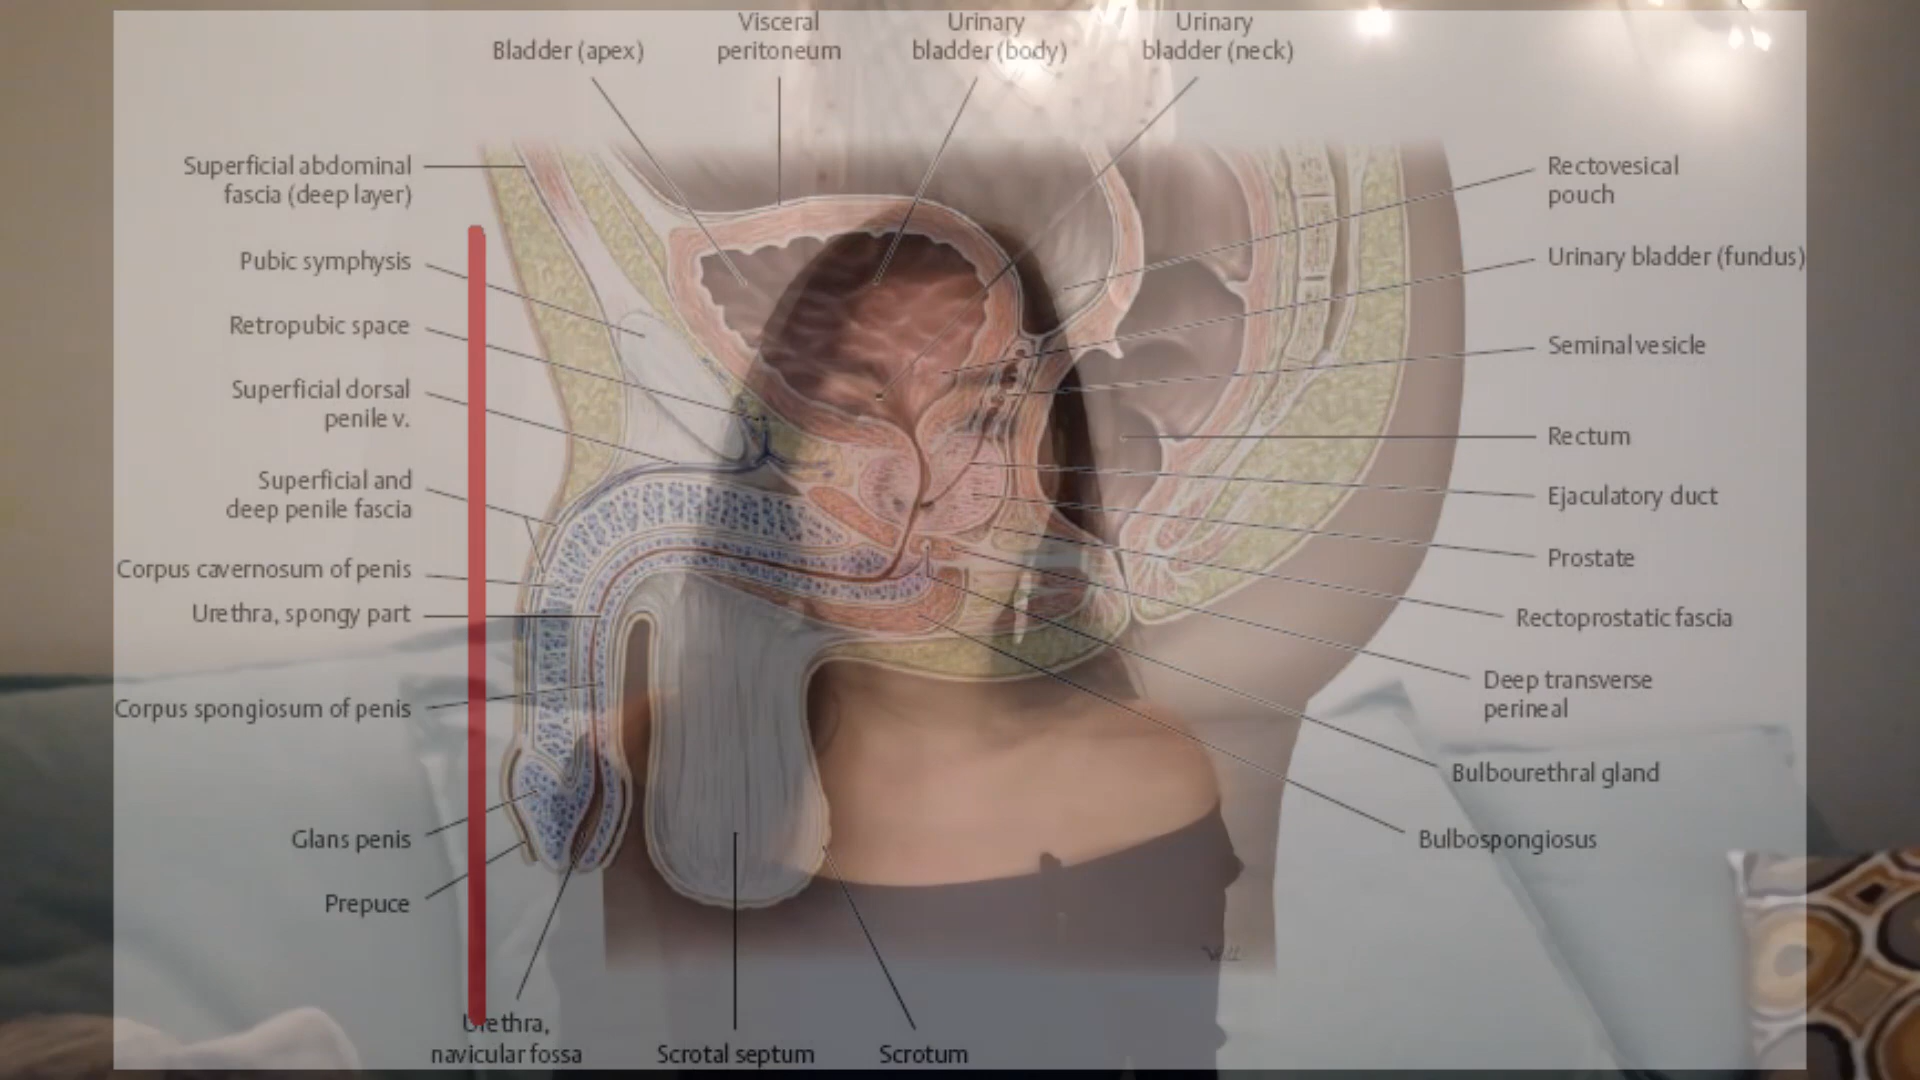 Bladder (apex)
Visceral
peritoneum
Urinary
bladder (body)
Urinary
bladder (neck)
Superficial abdominal
fascia (deep layer)
Pubic symphysis
Retropubic space
Superficial dorsal
penile v.
Superficial and
deep penile fascia
Corpus cavernosum of penis
Urethra, spongy part
Corpus spongiosum of penis
Glans penis
Prepuce
Urethra,
navicular fossa
Scrotal septum
Scrotum
Rectovesical
pouch
Urinary bladder (fundus)
Seminal vesicle
Rectum
Ejaculatory duct
Prostate
Rectoprostatic fascia
Deep transverse
perineal
Bulbourethral gland
Bulbospongiosus